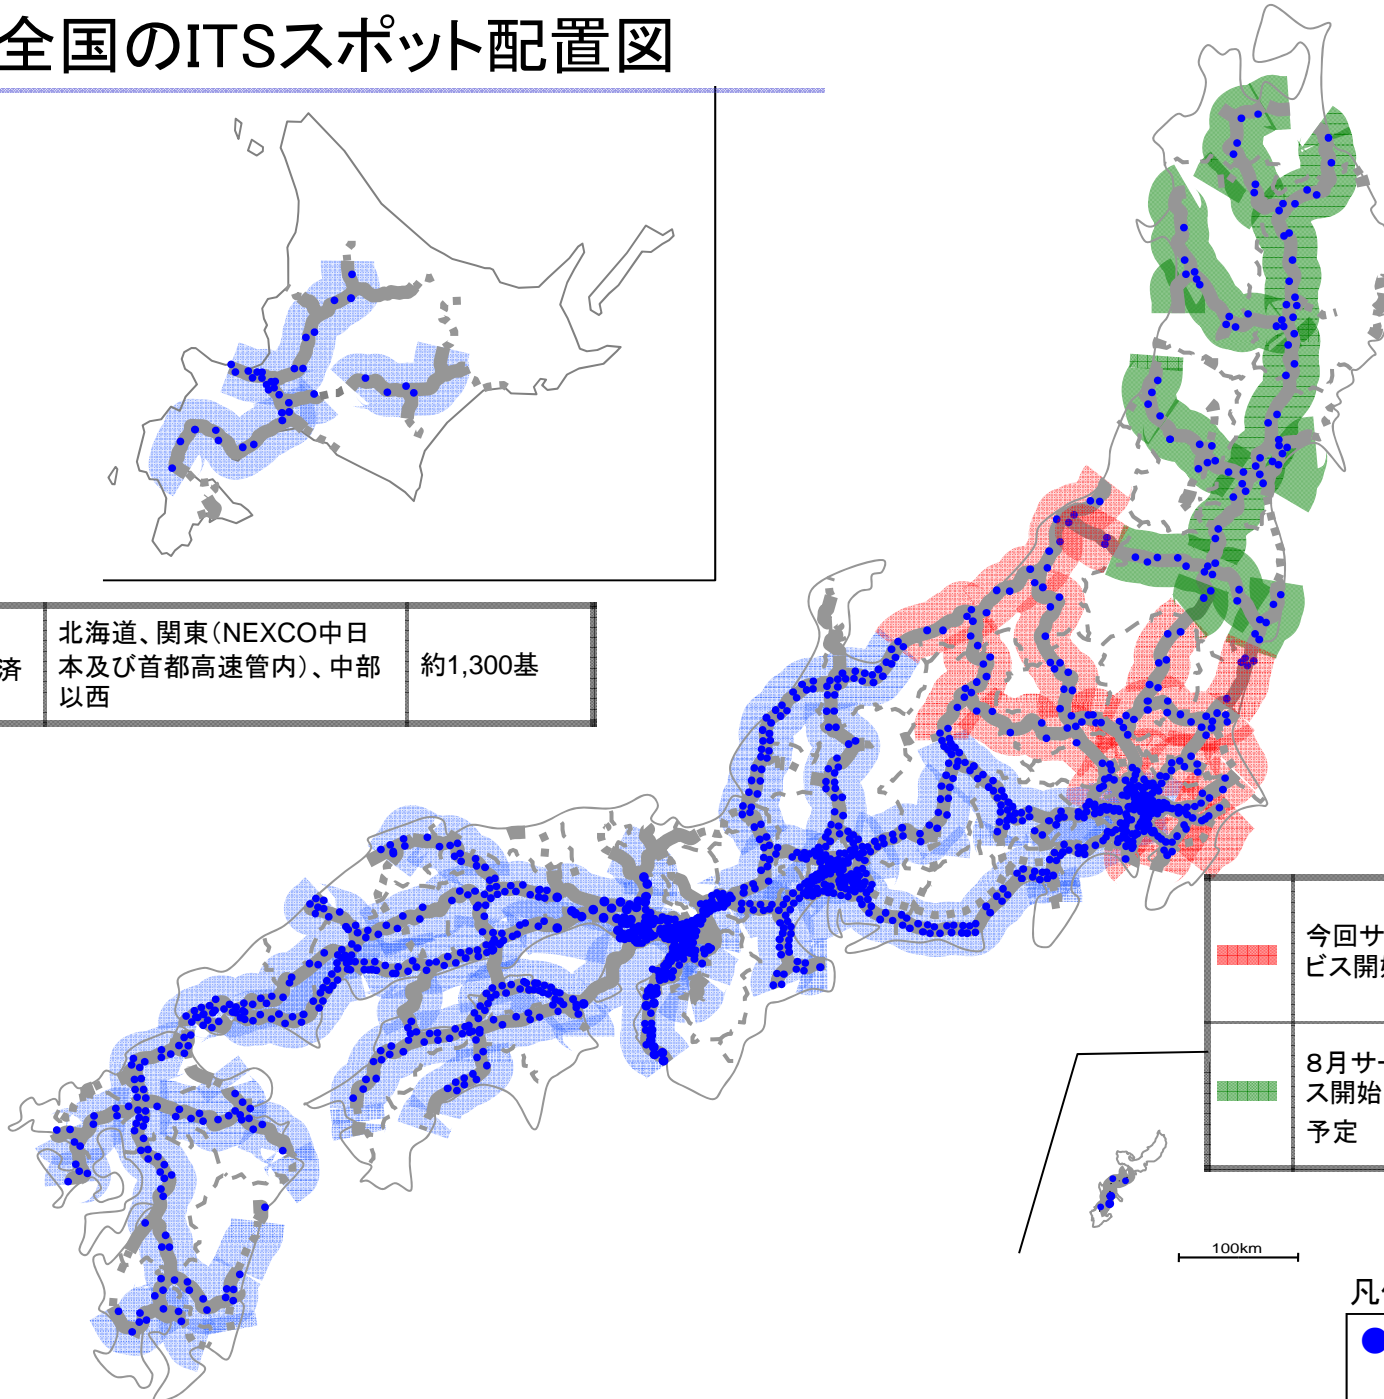 全国のITSスポット配置図
済
北海道、関東(NEXCO中日
本及び首都高速管内)、中部
以西
約1,300基
今回サ
ビス開始
8月サー
ス開始
予定
100km
凡